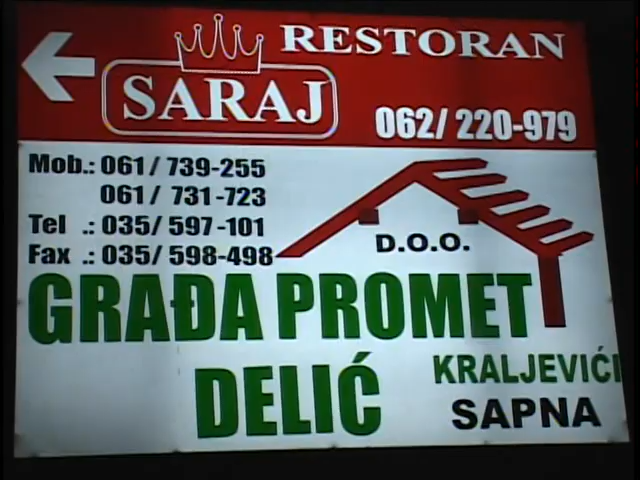 RESTORAN
SARAJ
062/ 220-979
Mob.: 061/ 739-255
061/ 731-723
Tel .: 035/ 597-101
Fax .: 035/ 598-498
D.O.O.
GRAĐA PROMET
DELIĆ
KRALJEVIĆI
SAPNA